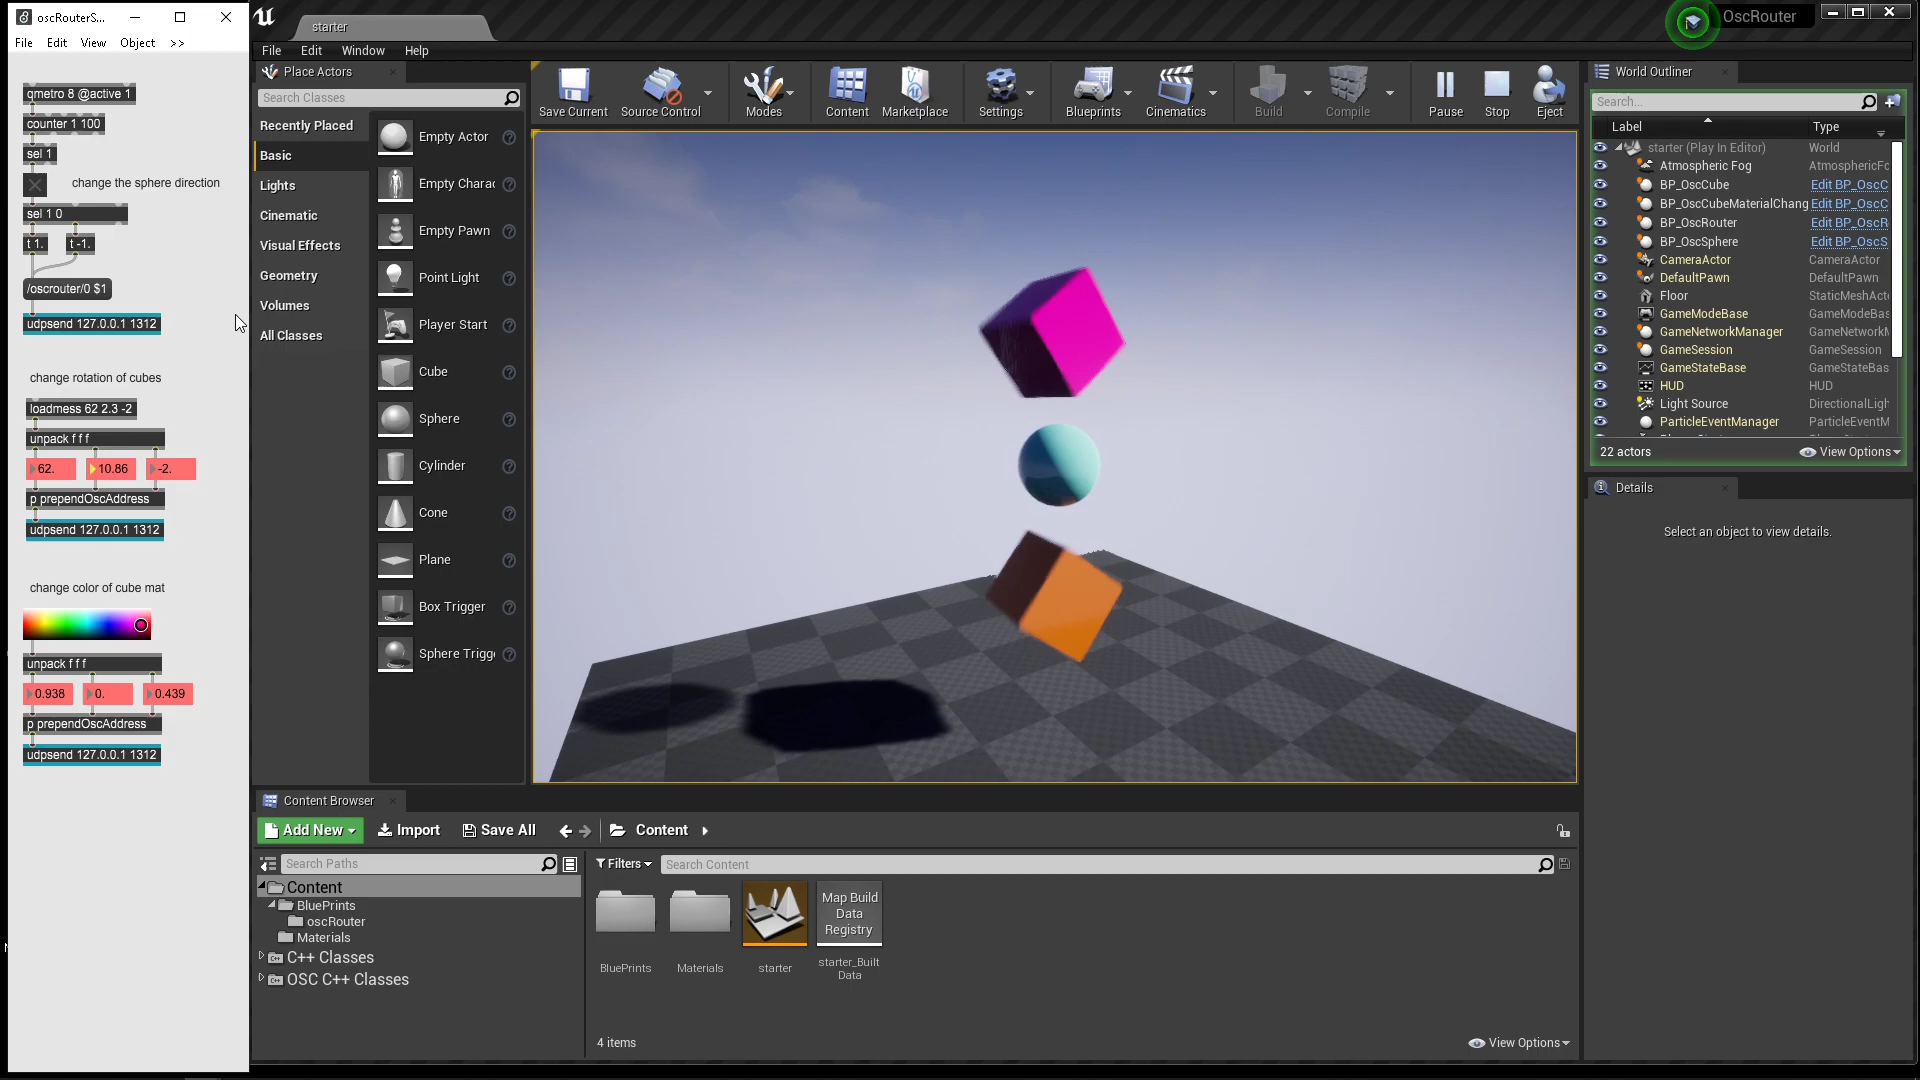 oscRouterS...
File Edit View Object >>
qmetro 8 @active 1
counter 1 100
sel 1
change the sphere direction
sel 1 0
t 1. t -1.
/oscrouter/0 $1
udpsend 127.0.0.1 1312
change rotation of cubes
loadmess 62 2.3 -2
unpack f f f
62. 10.86 -2.
p prependOscAddress
udpsend 127.0.0.1 1312
change color of cube mat
unpack f f f
0.938 0. 0.439
p prependOscAddress
udpsend 127.0.0.1 1312
starter
OscRouter
File Edit Window Help
Place Actors
Search Classes
Recently Placed
Basic
Lights
Cinematic
Visual Effects
Geometry
Volumes
All Classes
Empty Actor
Empty Charac
Empty Pawn
Point Light
Player Start
Cube
Sphere
Cylinder
Cone
Plane
Box Trigger
Sphere Trigge
Save Current Source Control Modes Content Marketplace Settings Blueprints Cinematics Build Compile Pause Stop Eject
World Outliner
Search...
Label Type
starter (Play In Editor) World
Atmospheric Fog AtmosphericFo
BP_OscCube Edit BP_OscC
BP_OscCubeMaterialChang Edit BP_OscC
BP_OscRouter Edit BP_OscR
BP_OscSphere Edit BP_OscS
CameraActor CameraActor
DefaultPawn DefaultPawn
Floor StaticMeshActo
GameModeBase GameModeBas
GameNetworkManager GameNetworkM
GameSession GameSession
GameStateBase GameStateBas
HUD HUD
Light Source DirectionalLigh
ParticleEventManager ParticleEventM
22 actors View Options
Details
Select an object to view details.
Content Browser
Add New Import Save All Content
Search Paths
Content
BluePrints
oscRouter
Materials
C++ Classes
OSC C++ Classes
Filters Search Content
BluePrints Materials starter
Map Build
Data
Registry
starter_Built
Data
4 items View Options